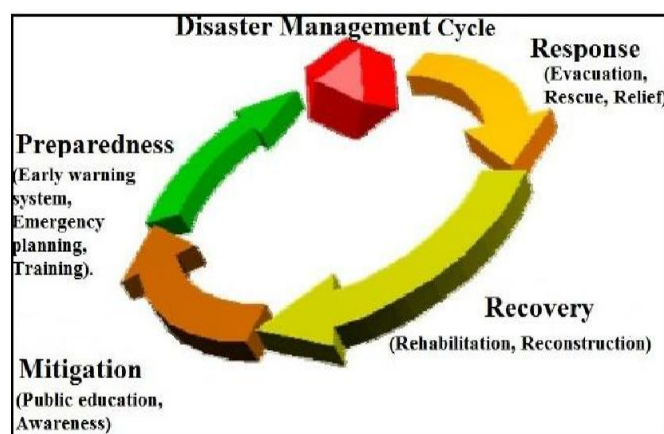 Disaster Management Cycle
Response
(Evacuation,
Rescue, Relief)
Preparedness
(Early warning
system,
Emergency
planning,
Training).
Recovery
(Rehabilitation, Reconstruction)
Mitigation
(Public education,
Awareness)